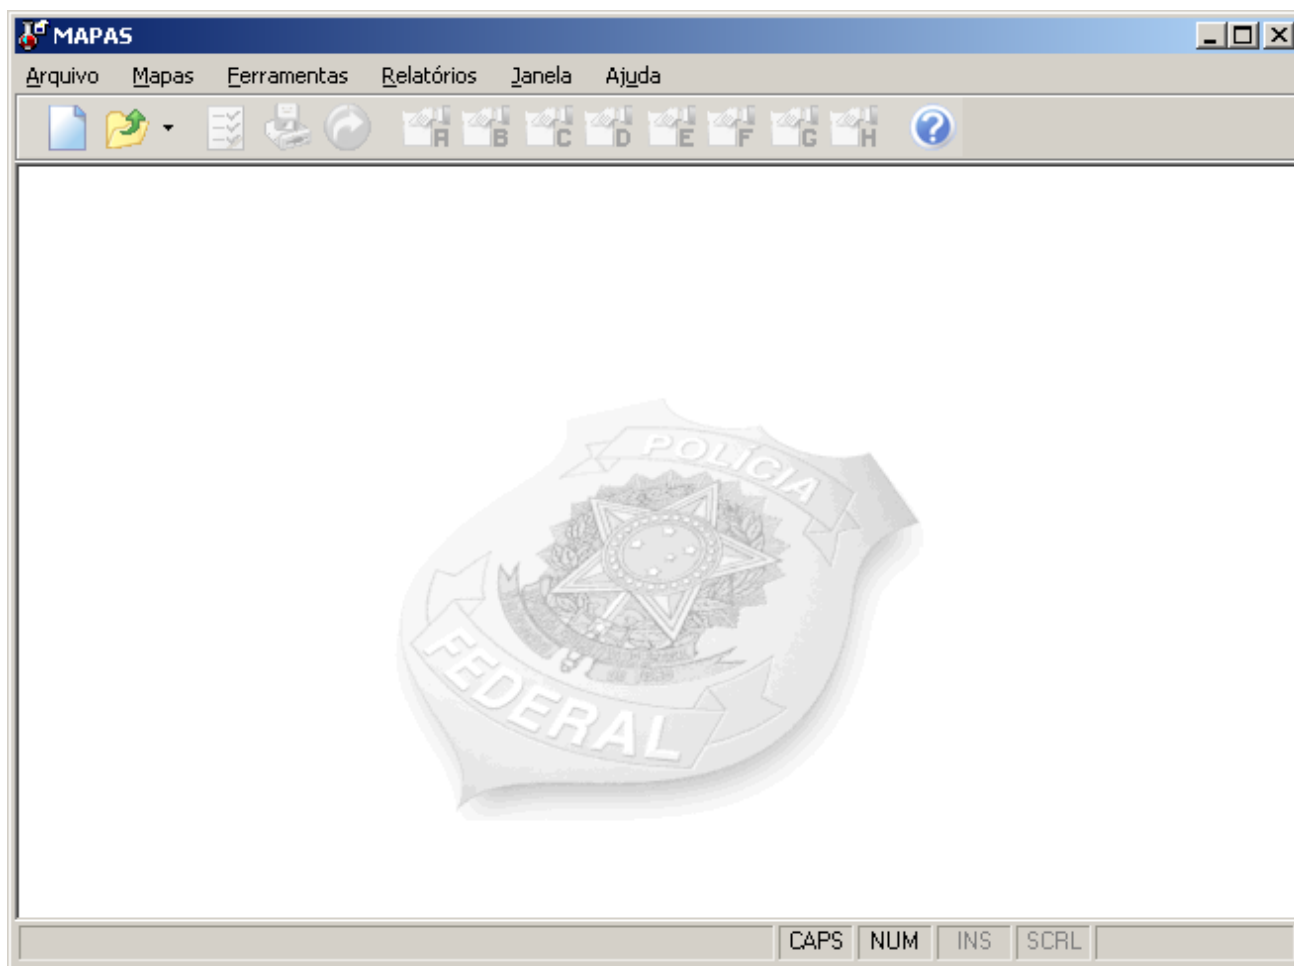 MAPAS
Arquivo Mapas Ferramentas Relatórios Janela Ajuda
A B C D E F G H ?
POLÍCIA
FEDERAL
CAPS NUM INS SCRL